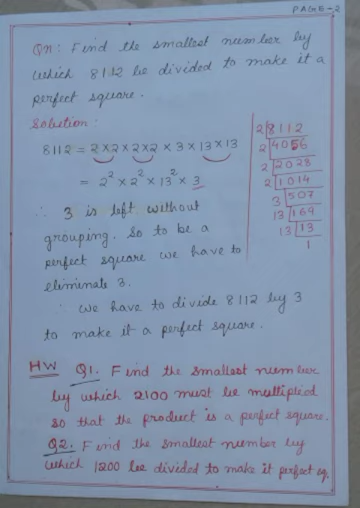 PAGE-2
Qn: Find the smallest number by
which 8112 be divided to make it a
perfect square.
Solution:
8112 = 2×2×2×2×3×13×13
= 2² × 2² × 13² × 3
∴ 3 is left without
grouping. So to be a
perfect square we have to
eliminate 3.
∴ we have to divide 8112 by 3
to make it a perfect square.
2 8112
2 4056
2 2028
2 1014
3 507
13 169
13 13
1
HW Q1. Find the smallest number
by which 2100 must be multiplied
so that the product is a perfect square.
Q2. Find the smallest number by
which 1200 be divided to make it perfect sq.